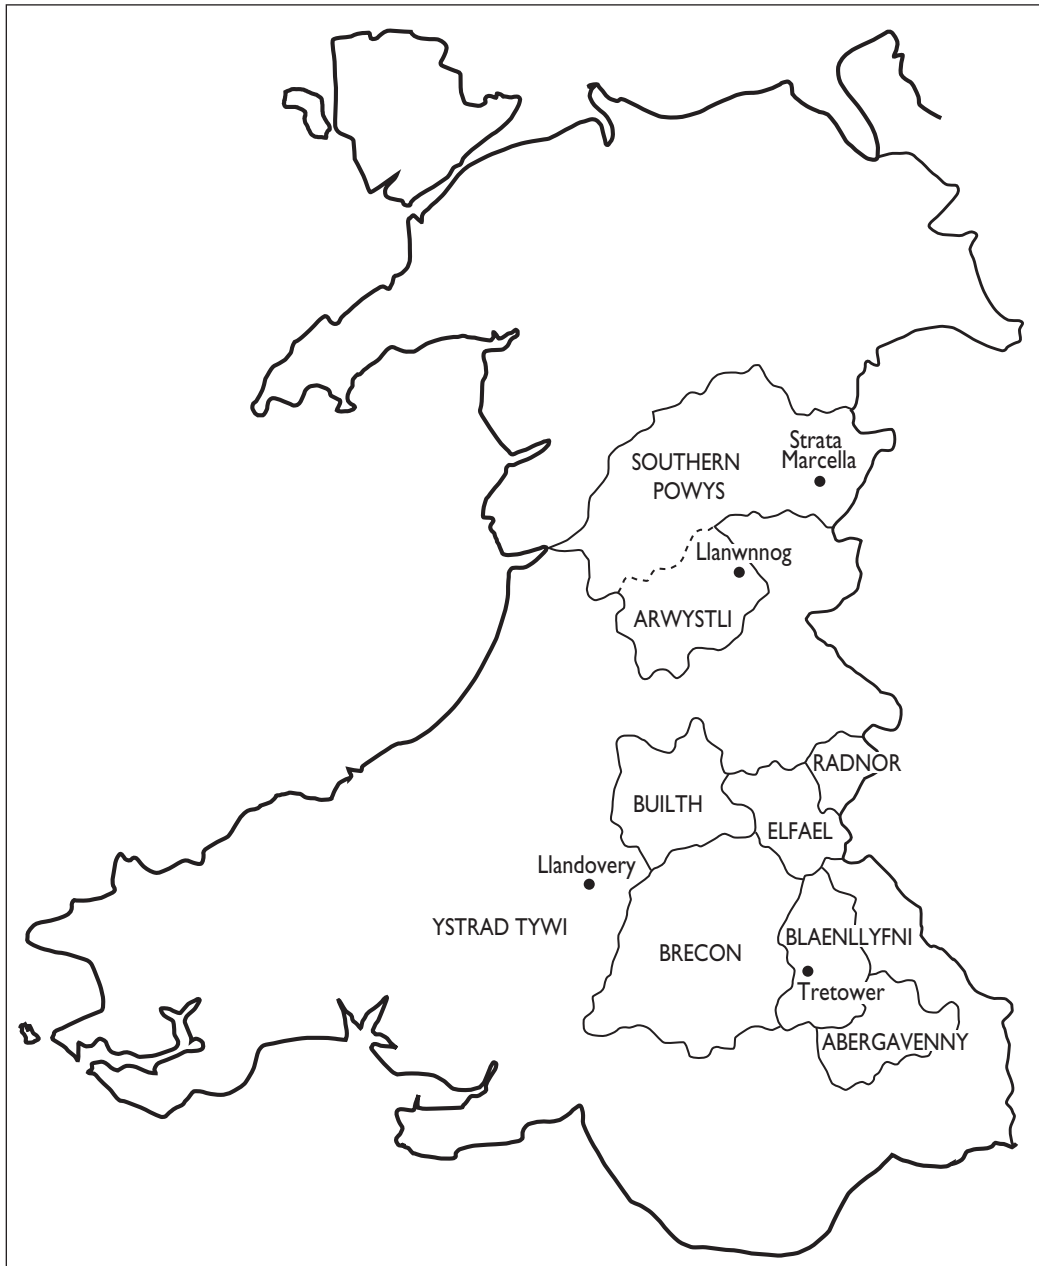 Strata
Marcella
SOUTHERN
POWYS
Llanwnnog
ARWYSTLI
RADNOR
BUILTH
ELFAEL
Llandovery
YSTRAD TYWI
BLAENLLYFNI
BRECON
Tretower
ABERGAVENNY